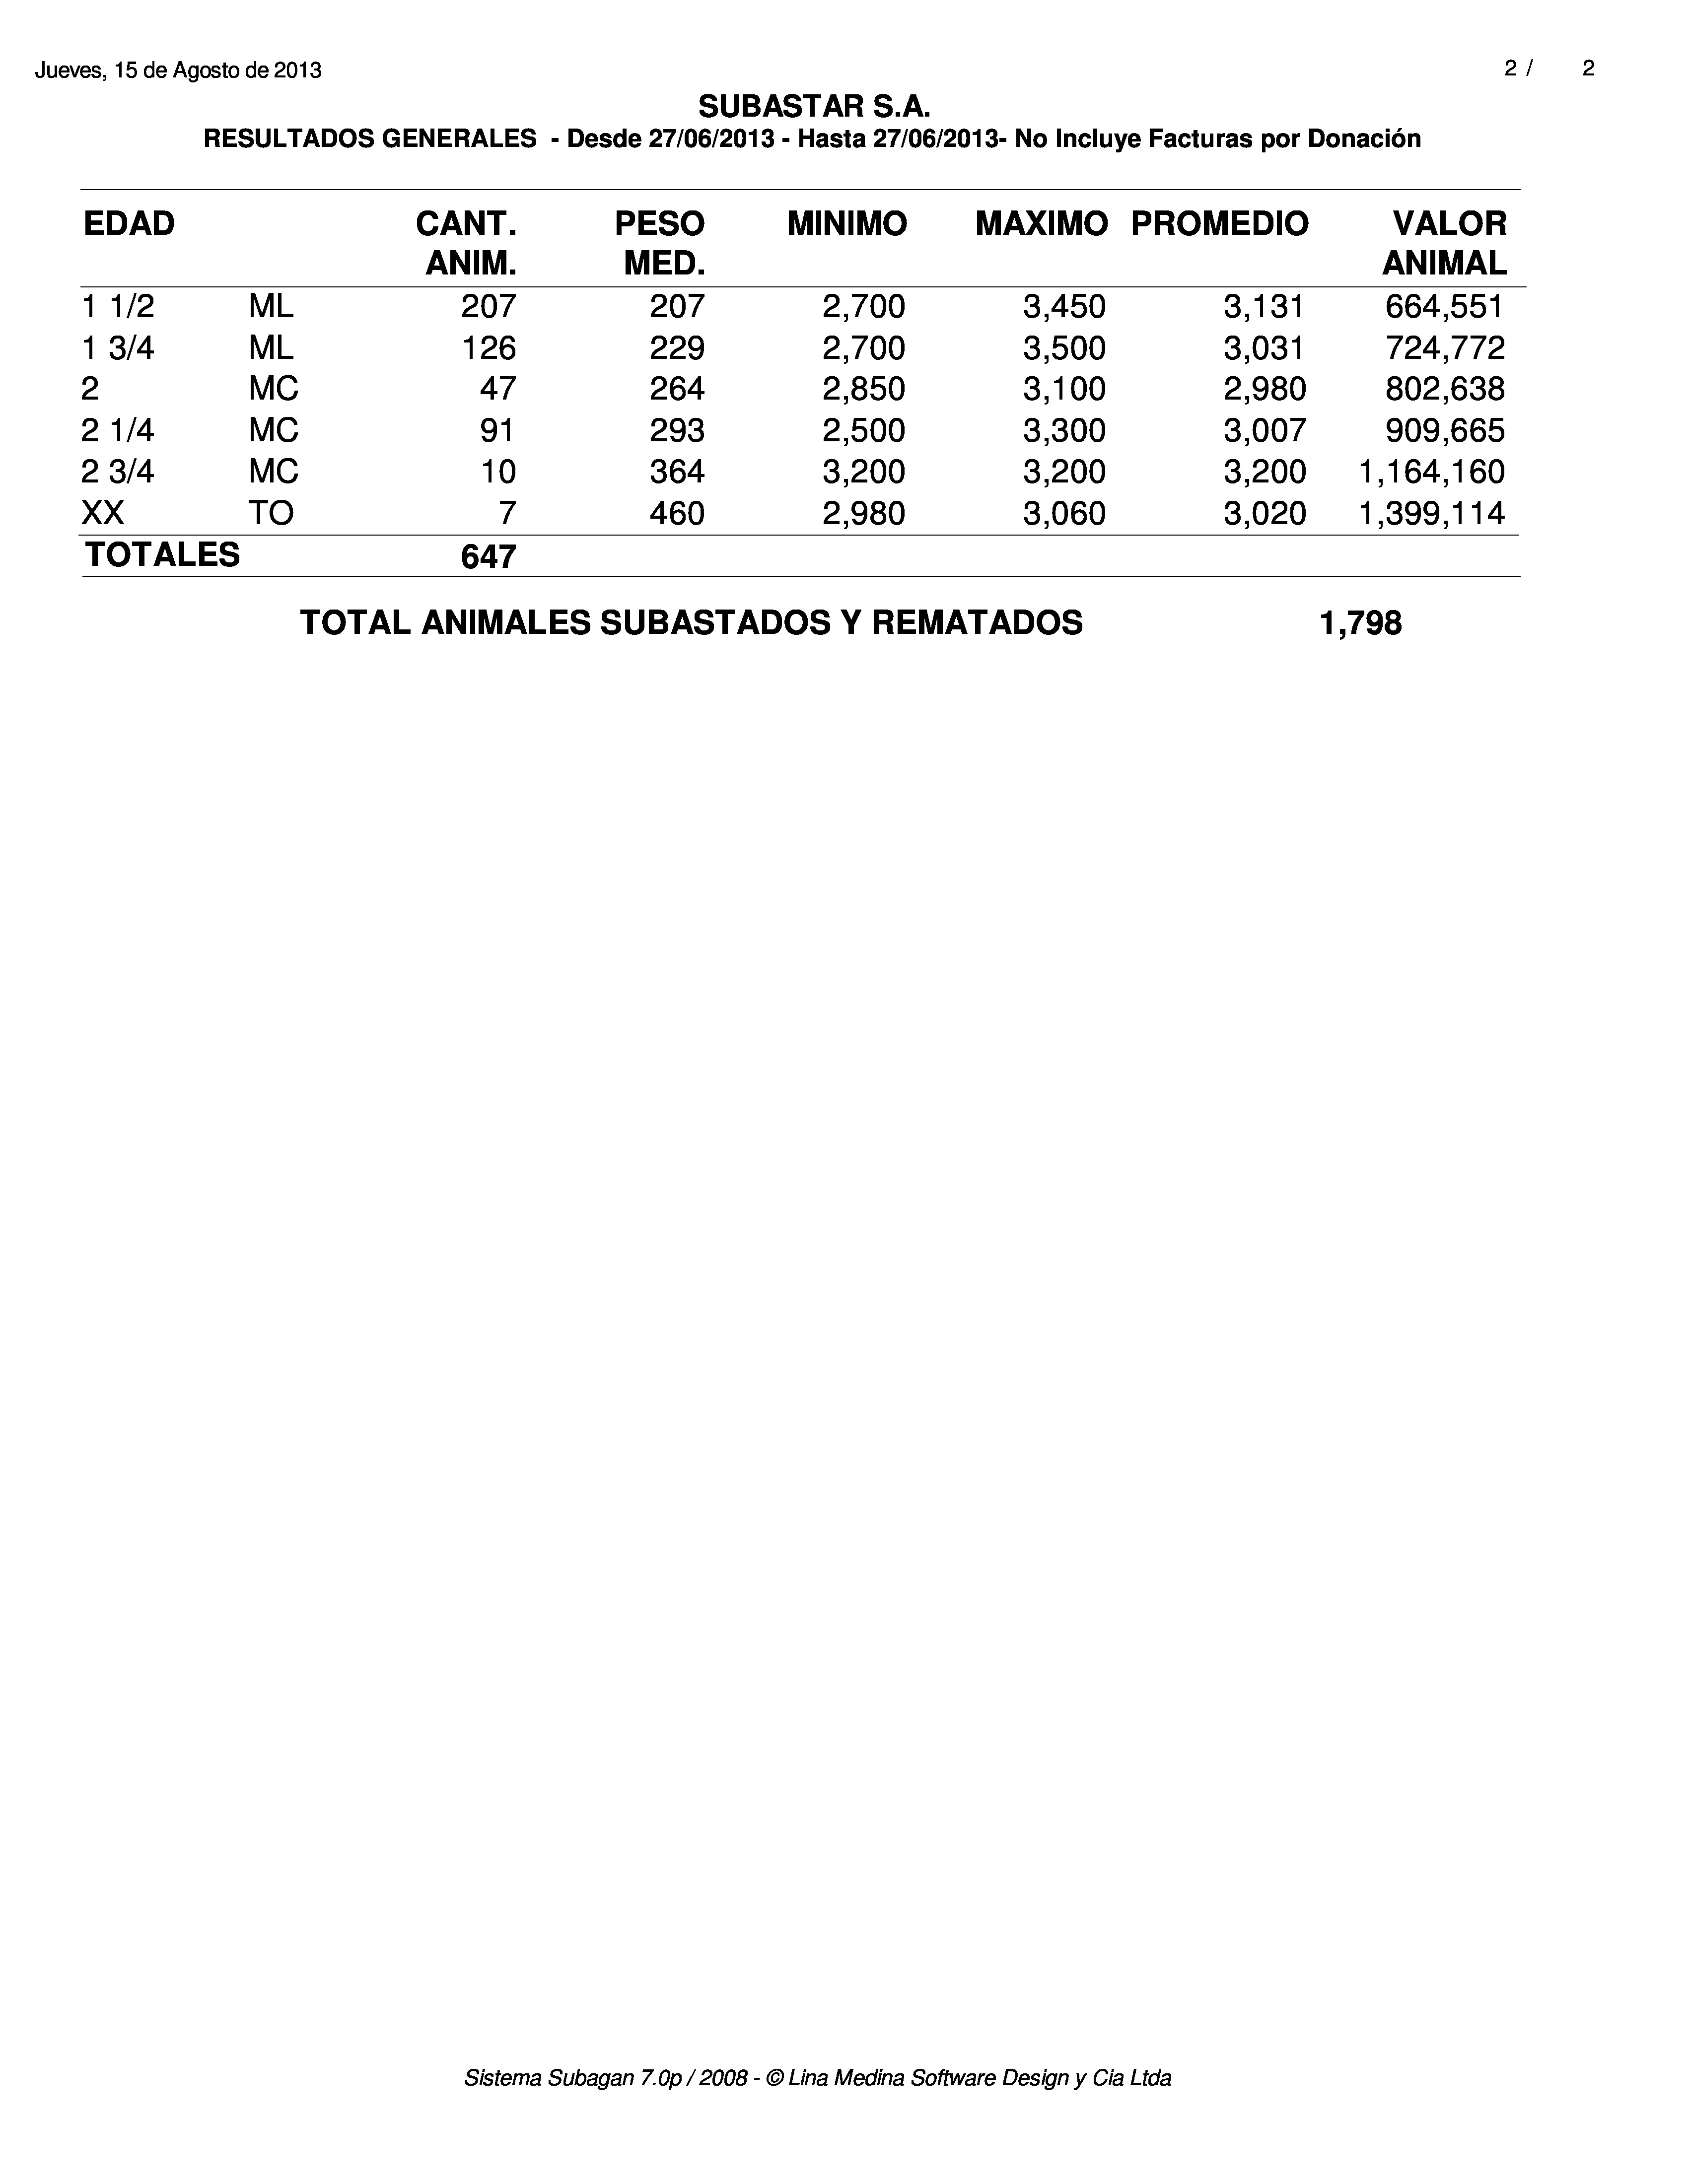 Jueves, 15 de Agosto de 2013 2 / 2
SUBASTAR S.A.
RESULTADOS GENERALES - Desde 27/06/2013 - Hasta 27/06/2013- No Incluye Facturas por Donación
EDAD CANT. PESO MINIMO MAXIMO PROMEDIO VALOR
ANIM. MED. ANIMAL
1 1/2 ML 207 207 2,700 3,450 3,131 664,551
1 3/4 ML 126 229 2,700 3,500 3,031 724,772
2 MC 47 264 2,850 3,100 2,980 802,638
2 1/4 MC 91 293 2,500 3,300 3,007 909,665
2 3/4 MC 10 364 3,200 3,200 3,200 1,164,160
XX TO 7 460 2,980 3,060 3,020 1,399,114
TOTALES 647
TOTAL ANIMALES SUBASTADOS Y REMATADOS 1,798
Sistema Subagan 7.0p / 2008 - © Lina Medina Software Design y Cia Ltda